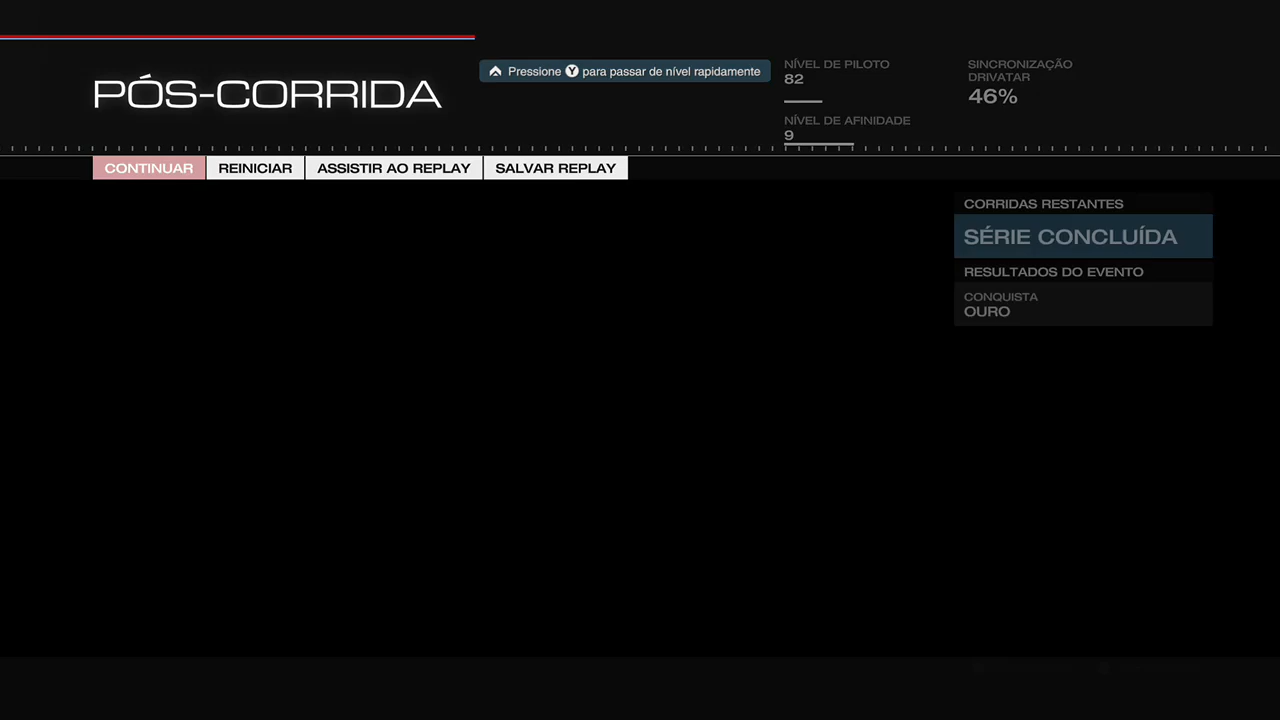 PÓS-CORRIDA
Pressione Y para passar de nível rapidamente
NÍVEL DE PILOTO
82
NÍVEL DE AFINIDADE
9
SINCRONIZAÇÃO
DRIVATAR
46%
CONTINUAR
REINICIAR
ASSISTIR AO REPLAY
SALVAR REPLAY
CORRIDAS RESTANTES
SÉRIE CONCLUÍDA
RESULTADOS DO EVENTO
CONQUISTA
OURO